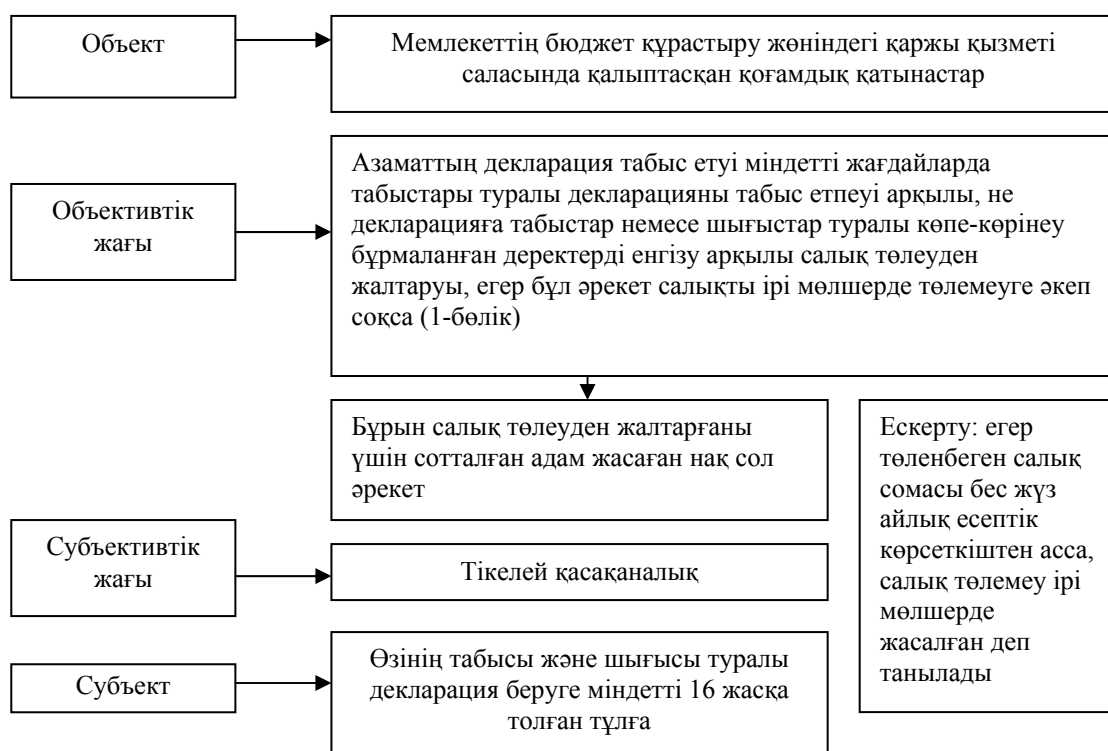 Объект
Мемлекеттің бюджет құрастыру жөніндегі қаржы қызметі
саласында қалыптасқан қоғамдық қатынастар
Объективтік
жағы
Азаматтың декларация табыс етуі міндетті жағдайларда
табыстары туралы декларацияны табыс етпеуі арқылы, не
декларацияға табыстар немесе шығыстар туралы көпе-көрінеу
бұрмаланған деректерді енгізу арқылы салық төлеуден
жалтаруы, егер бұл әрекет салықты ірі мөлшерде төлемеуге әкеп
соқса (1-бөлік)
Бұрын салық төлеуден жалтарғаны
үшін сотталған адам жасаған нақ сол
әрекет
Ескерту: егер
төленбеген салық
сомасы бес жүз
айлық есептік
көрсеткіштен асса,
салық төлемеу ірі
мөлшерде
жасалған деп
танылады
Субъективтік
жағы
Тікелей қасақаналық
Субъект
Өзінің табысы және шығысы туралы
декларация беруге міндетті 16 жасқа
толған тұлға